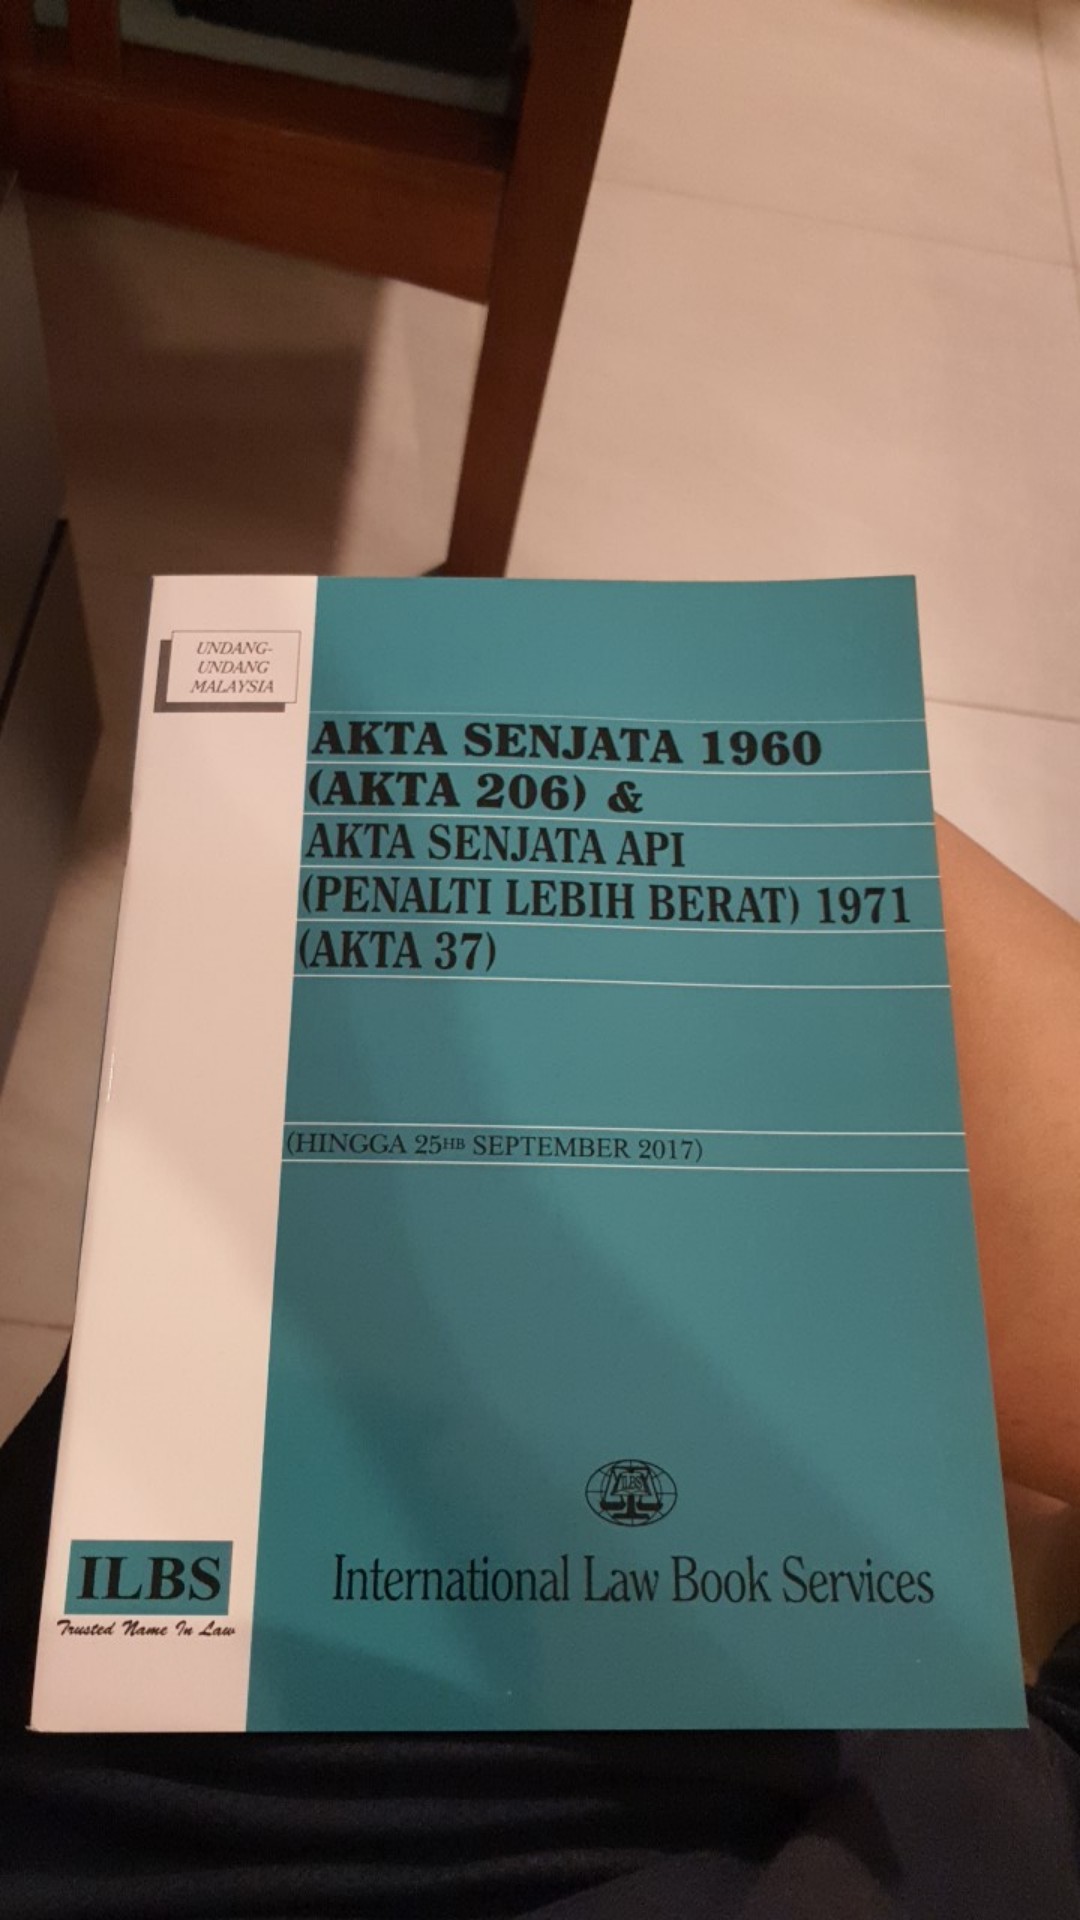 UNDANG-
UNDANG
MALAYSIA
AKTA SENJATA 1960
(AKTA 206) &
AKTA SENJATA API
(PENALTI LEBIH BERAT) 1971
(AKTA 37)
(HINGGA 25HB SEPTEMBER 2017)
ILBS
International Law Book Services
ILBS
Trusted Name In Law